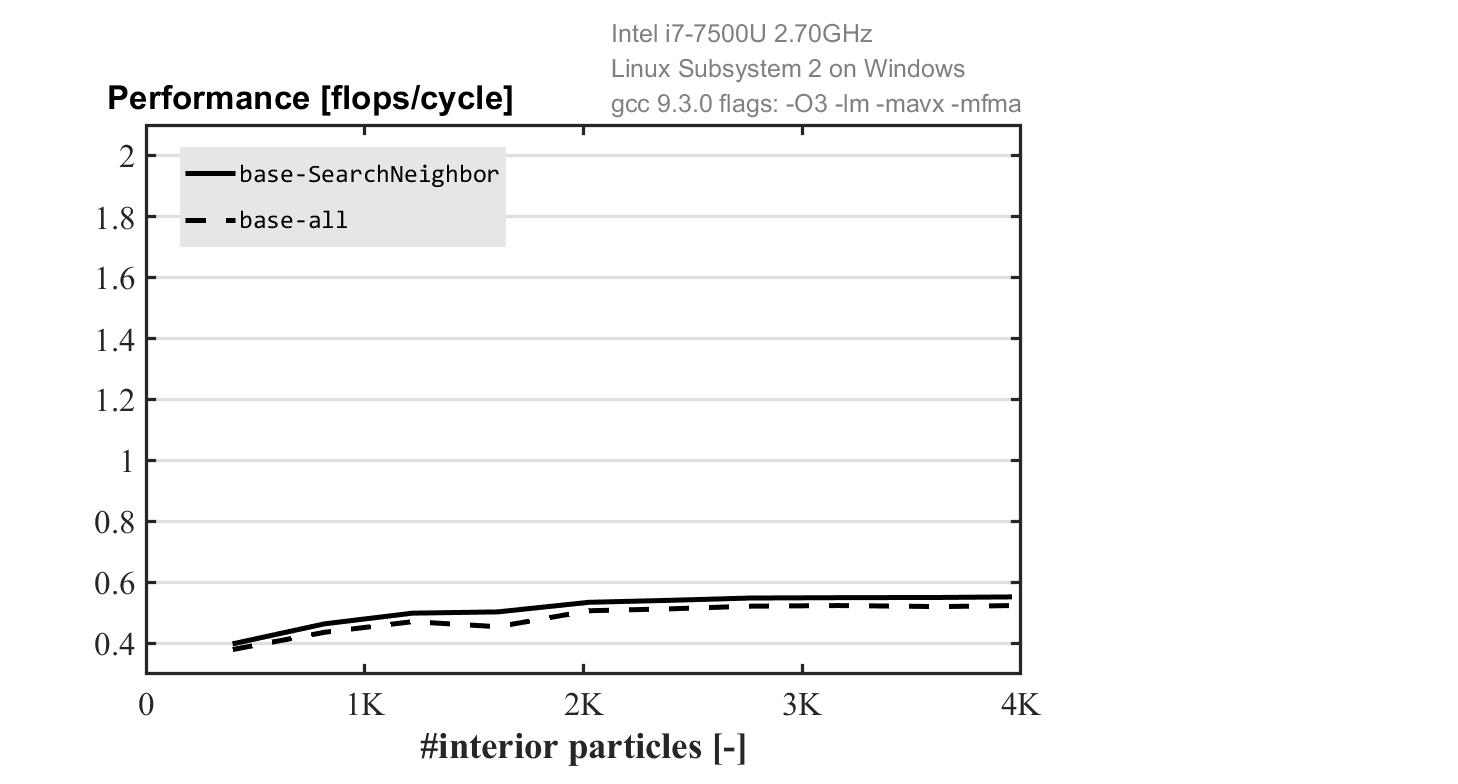 Intel i7-7500U 2.70GHz
Linux Subsystem 2 on Windows
Performance [flops/cycle]
gcc 9.3.0 flags: -O3 -lm -mavx -mfma
2
base-SearchNeighbor
1.8
base-all
1.6
1.4
1.2
1
0.8
0.6
0.4
0 1K 2K 3K 4K
#interior particles [-]